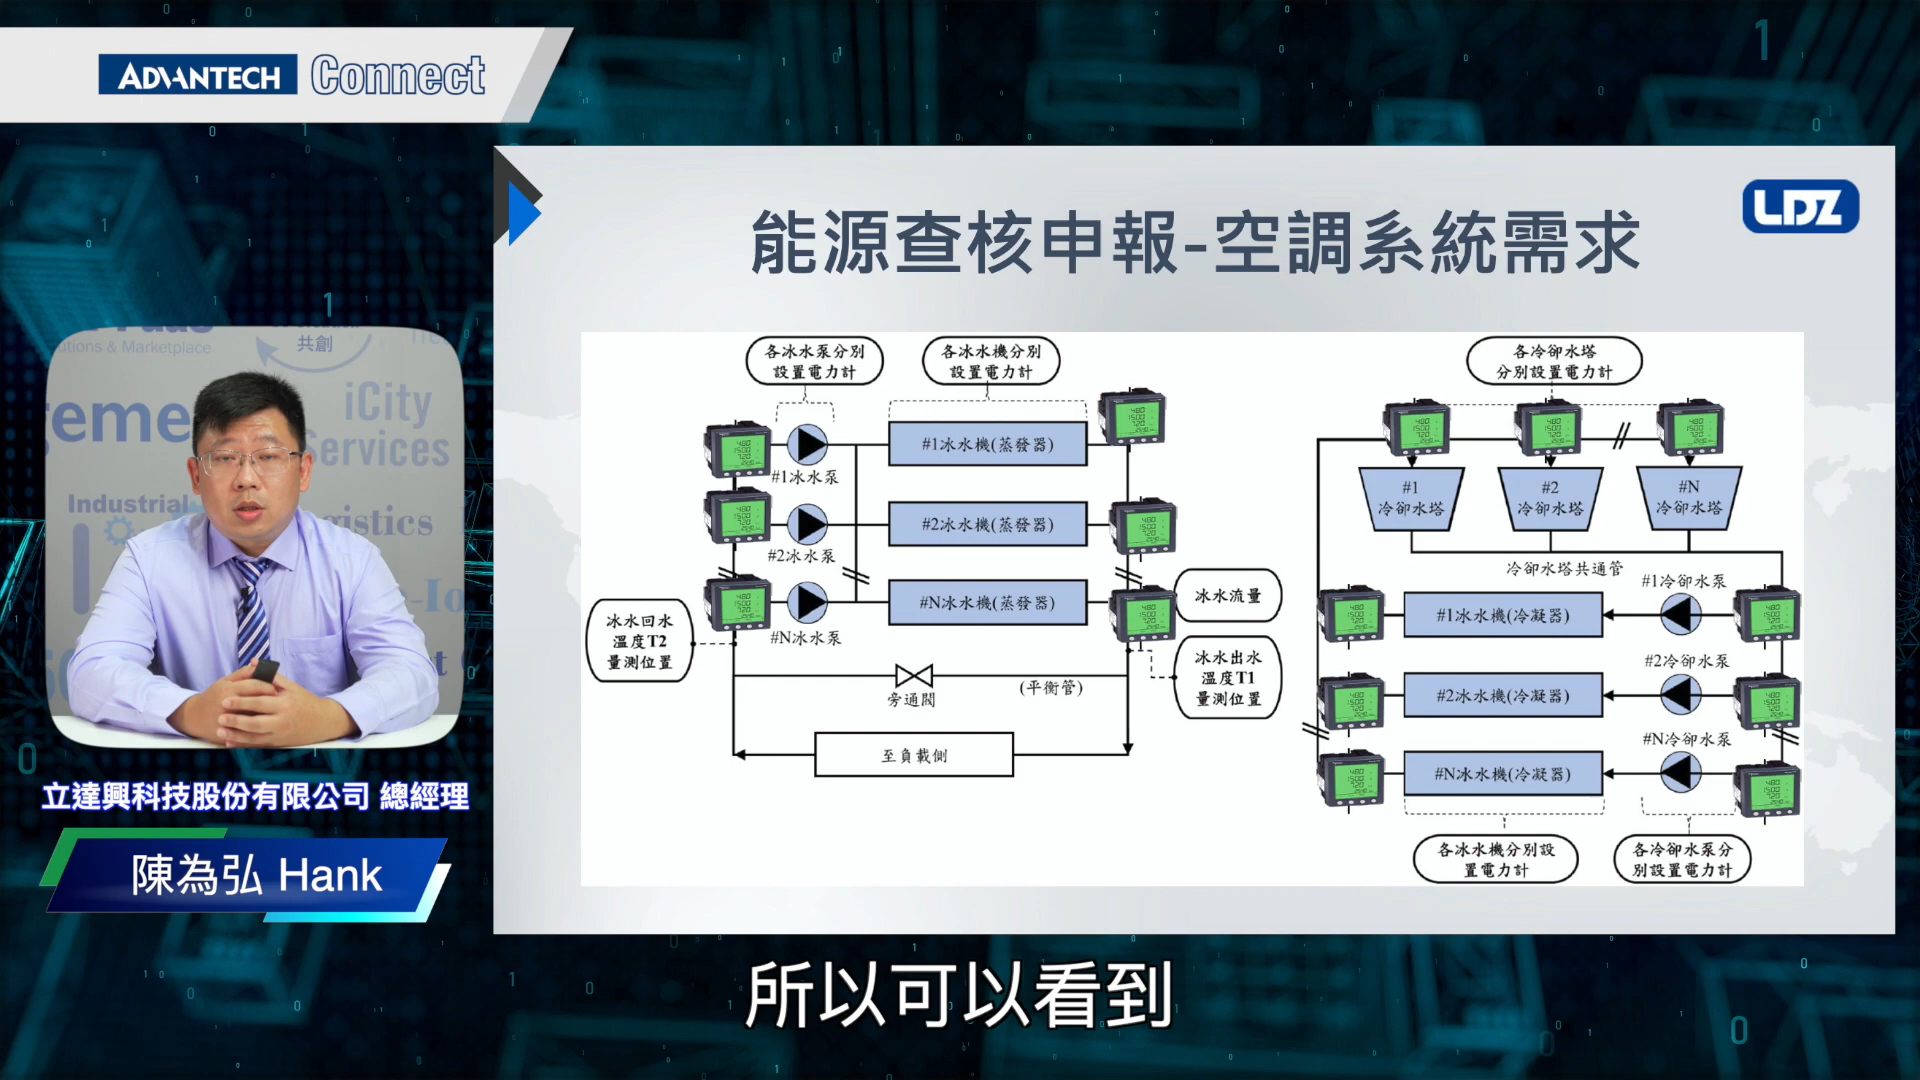 ADVANTECH Connect
能源查核申報-空調系統需求
LDZ
各冰水泵分別
設置電力計
各冰水機分別
設置電力計
#1冰水機(蒸發器)
#1冰水泵
#2冰水機(蒸發器)
#2冰水泵
#N冰水機(蒸發器)
#N冰水泵
冰水回水
溫度T2
量測位置
冰水流量
冰水出水
溫度T1
量測位置
旁通閥
(平衡管)
至負載側
各冷卻水塔
分別設置電力計
#1
冷卻水塔
#2
冷卻水塔
#N
冷卻水塔
冷卻水塔共通管
#1冷卻水泵
#1冰水機(冷凝器)
#2冷卻水泵
#2冰水機(冷凝器)
#N冷卻水泵
#N冰水機(冷凝器)
各冰水機分別設
置電力計
各冷卻水泵分
別設置電力計
utions & Marketplace
共創
eme
iCity
Services
Industrial
gistics
立達興科技股份有限公司 總經理
陳為弘 Hank
所以可以看到